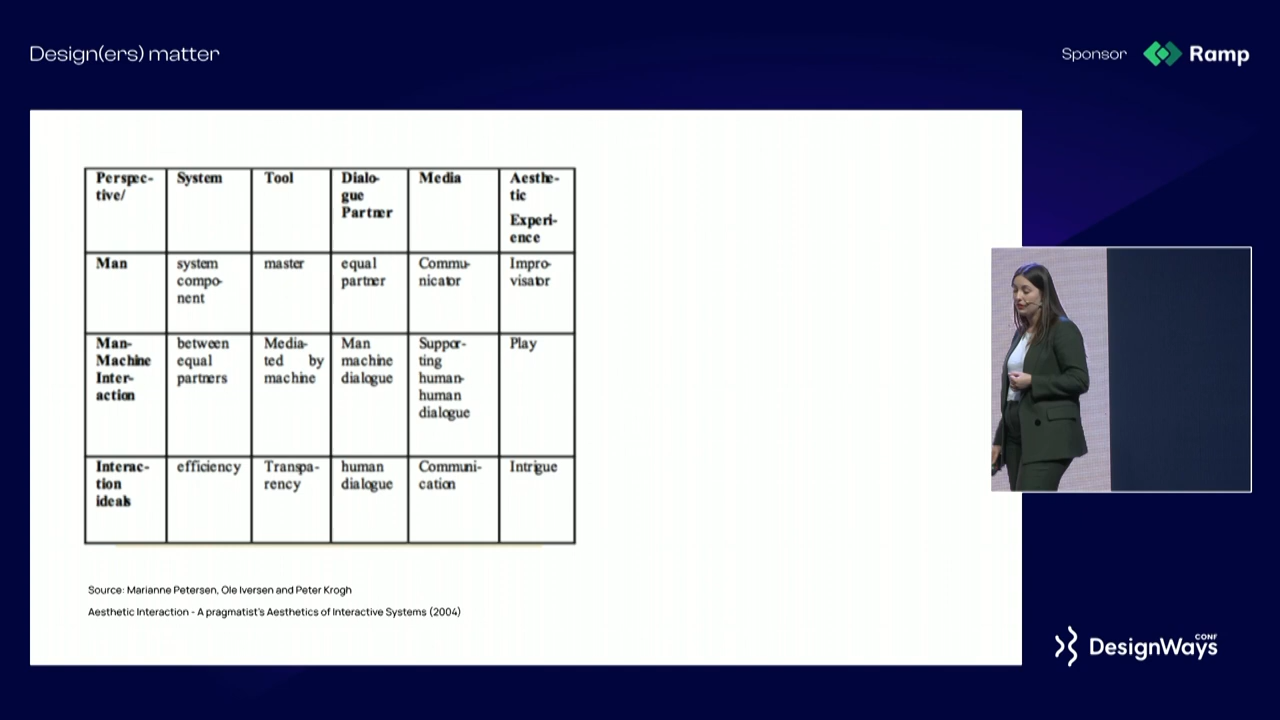 Design(ers) matter
Sponsor
Ramp
Perspec-
tive/
System
Tool
Dialo-
gue
Partner
Media
Aesthe-
tic
Experi-
ence
Man
system
compo-
nent
master
equal
partner
Commu-
nicator
Impro-
visator
Man-
Machine
Inter-
action
between
equal
partners
Media-
ted by
machine
Man
machine
dialogue
Suppor-
ting
human-
human
dialogue
Play
Interac-
tion
ideals
efficiency
Transpa-
rency
human
dialogue
Communi-
cation
Intrigue
Source: Marianne Petersen, Ole Iversen and Peter Krogh
Aesthetic Interaction - A pragmatist's Aesthetics of Interactive Systems (2004)
DesignWays
CONF